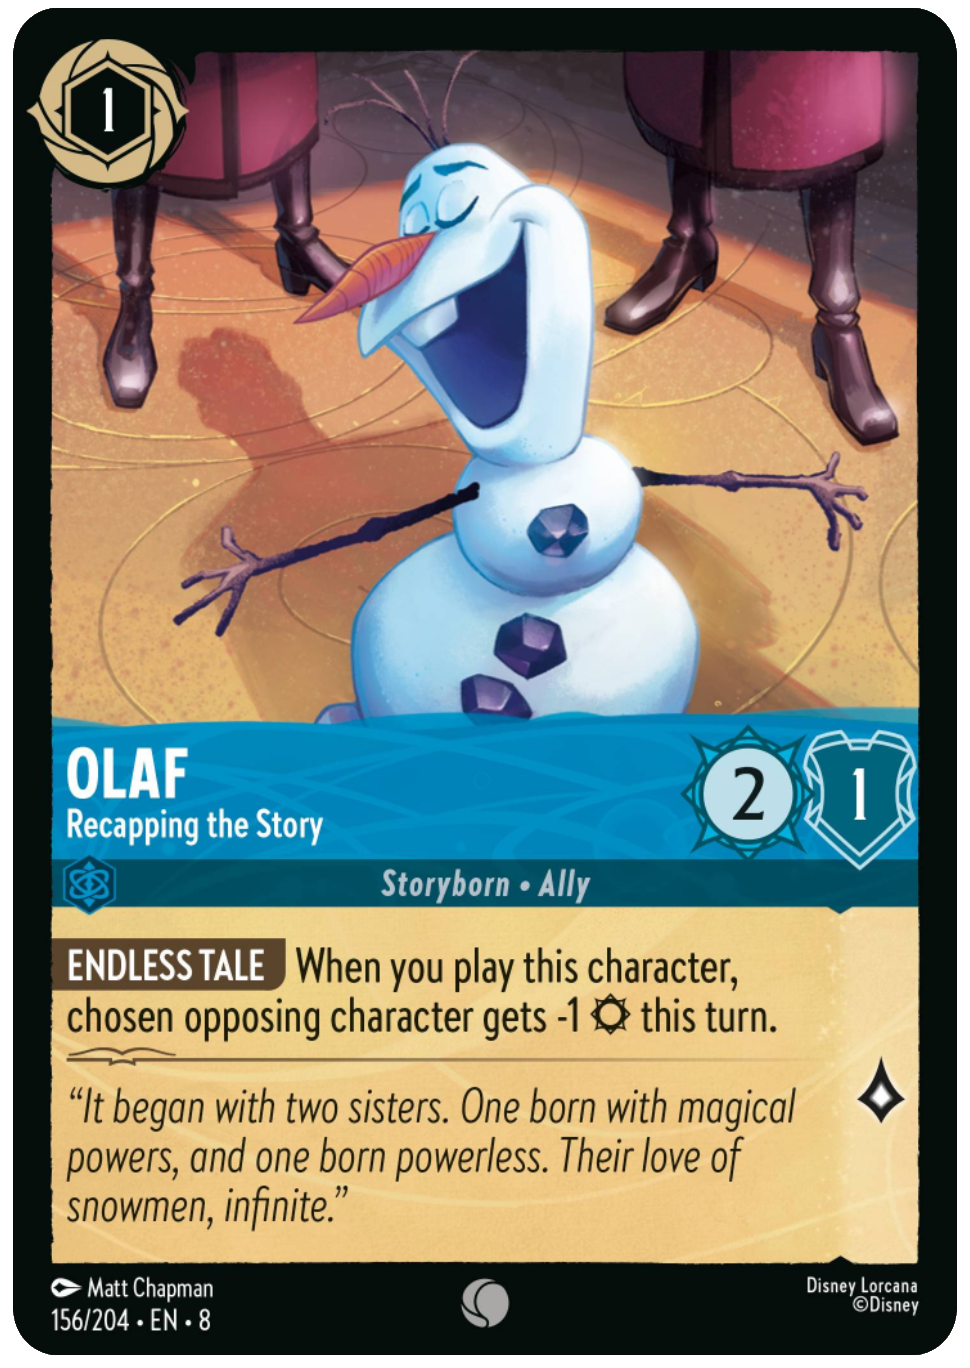 1
OLAF
Recapping the Story
2
1
Storyborn • Ally
ENDLESS TALE When you play this character,
chosen opposing character gets -1 this turn.
“It began with two sisters. One born with magical
powers, and one born powerless. Their love of
snowmen, infinite.”
Matt Chapman
156/204 • EN • 8
Disney Lorcana
©Disney